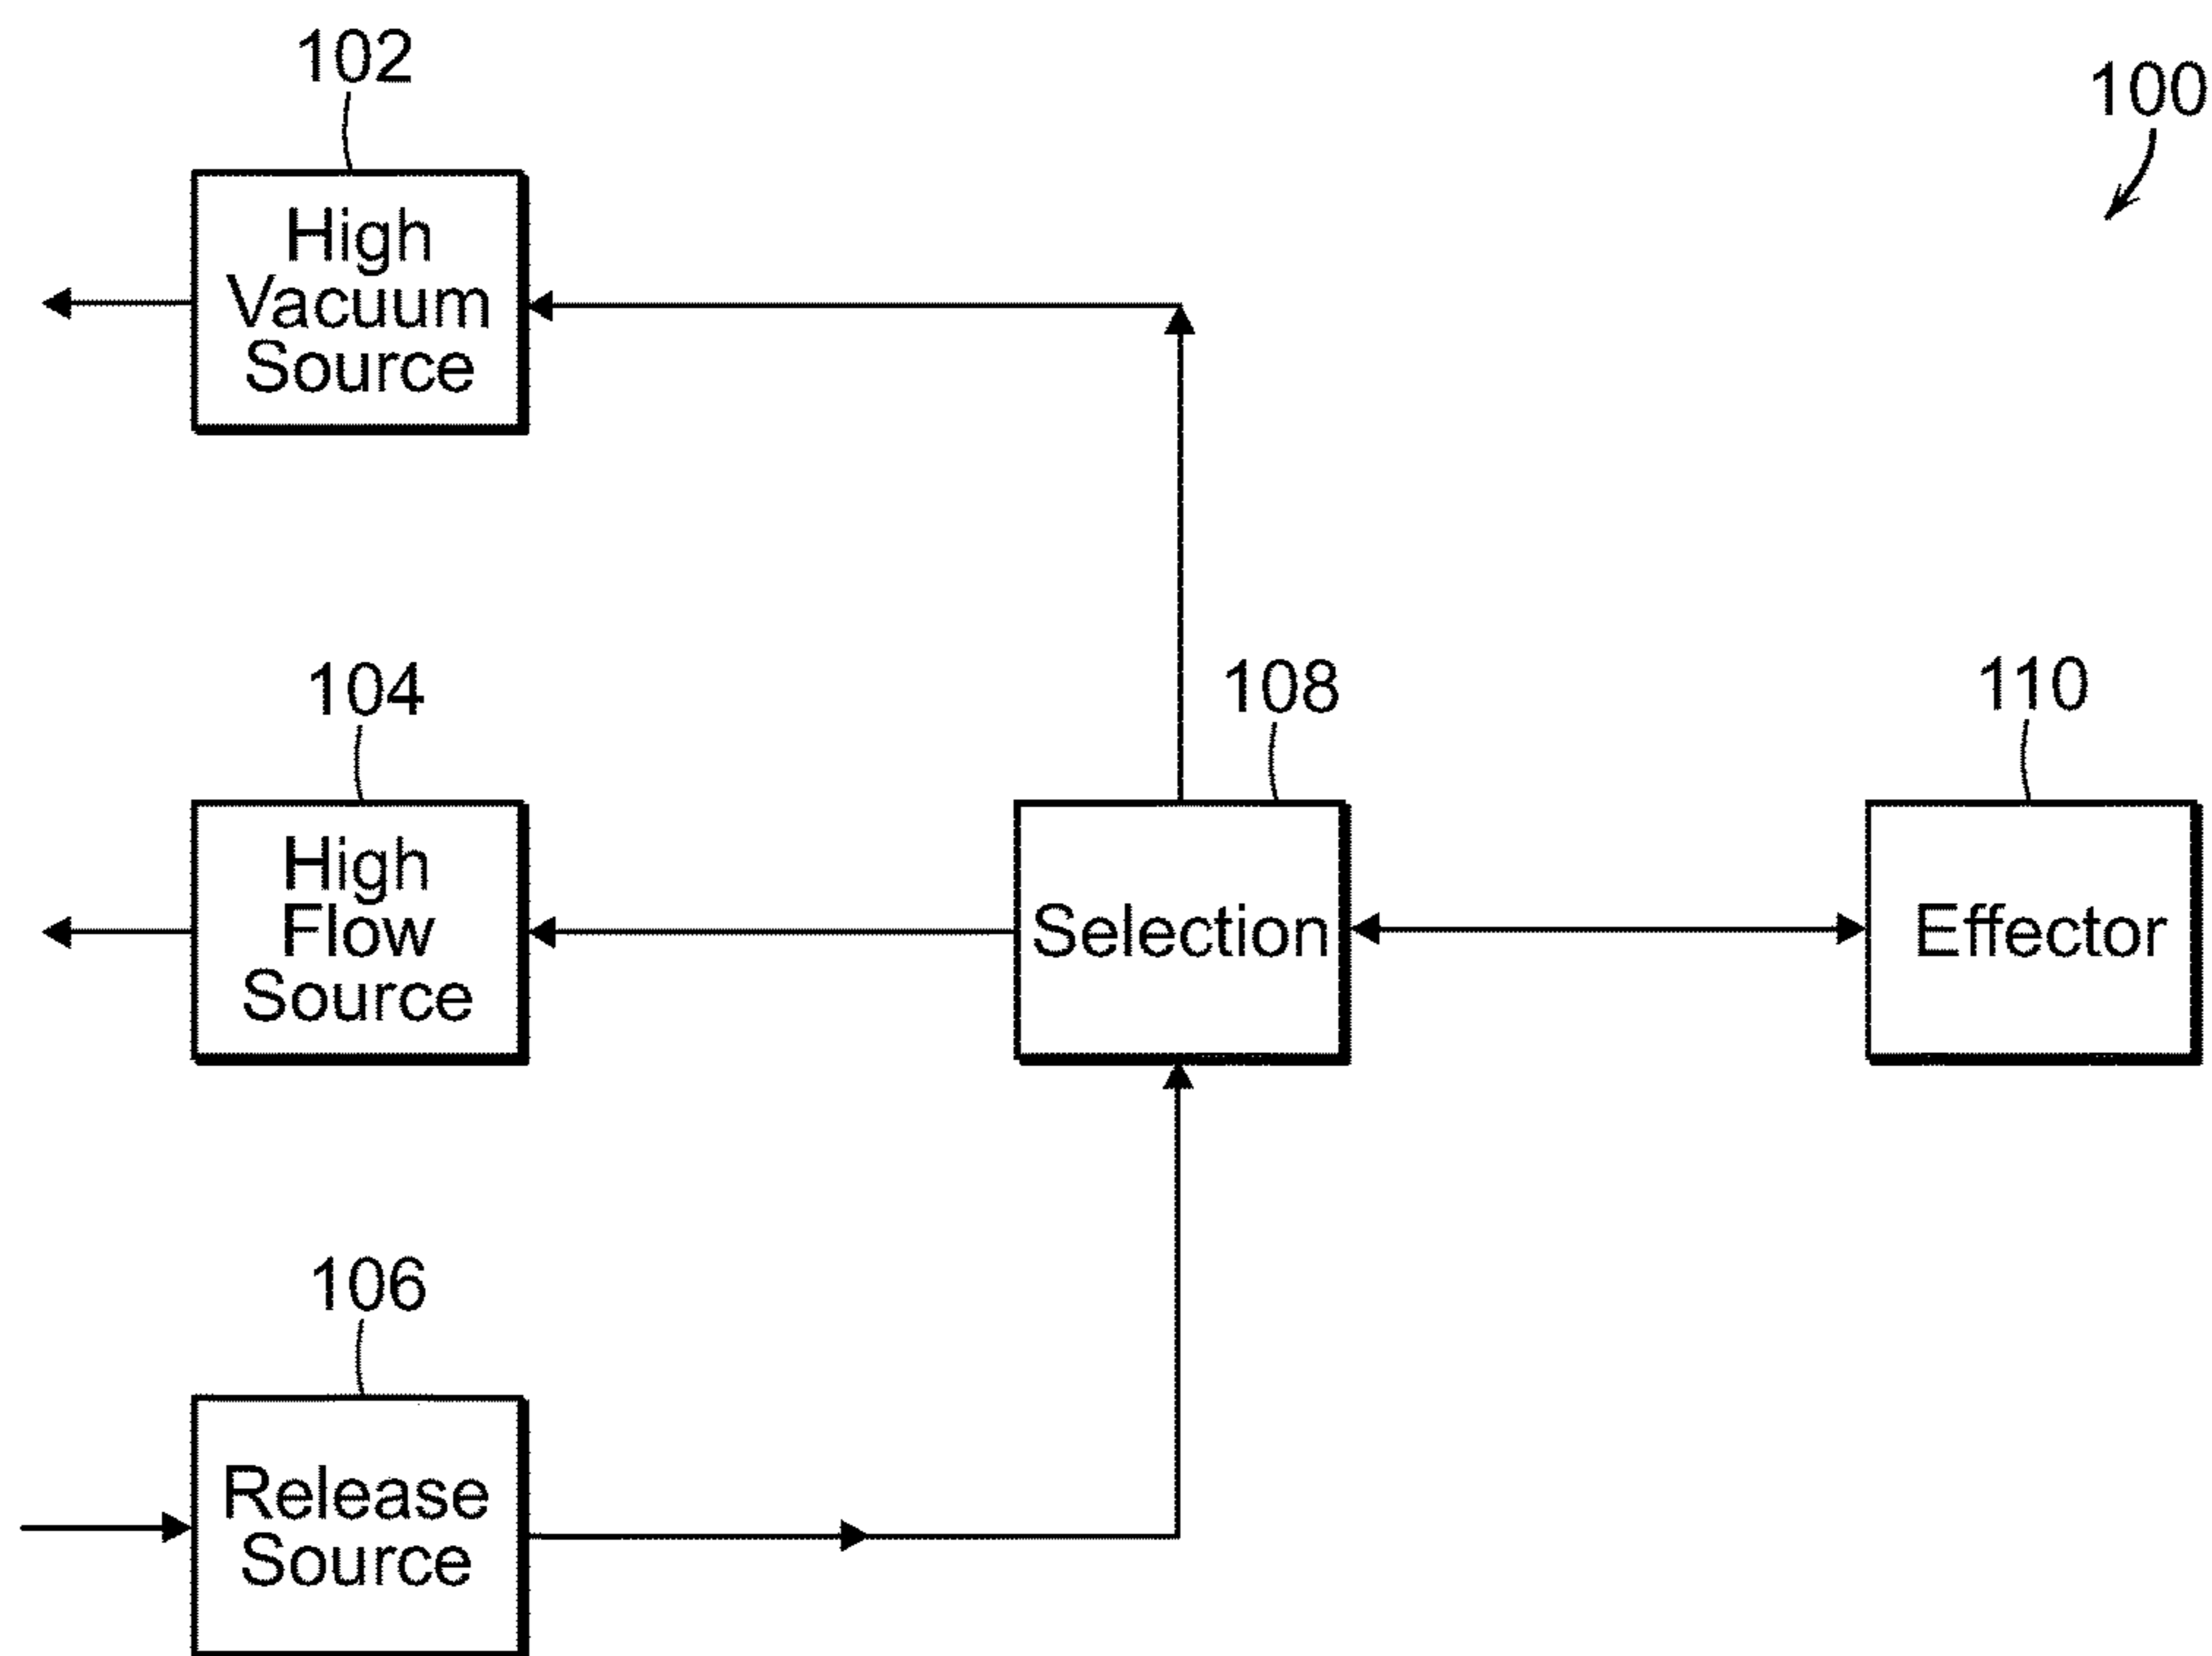 102
100
High
Vacuum
Source
104
108
110
High
Flow
Source
Selection
Effector
106
Release
Source